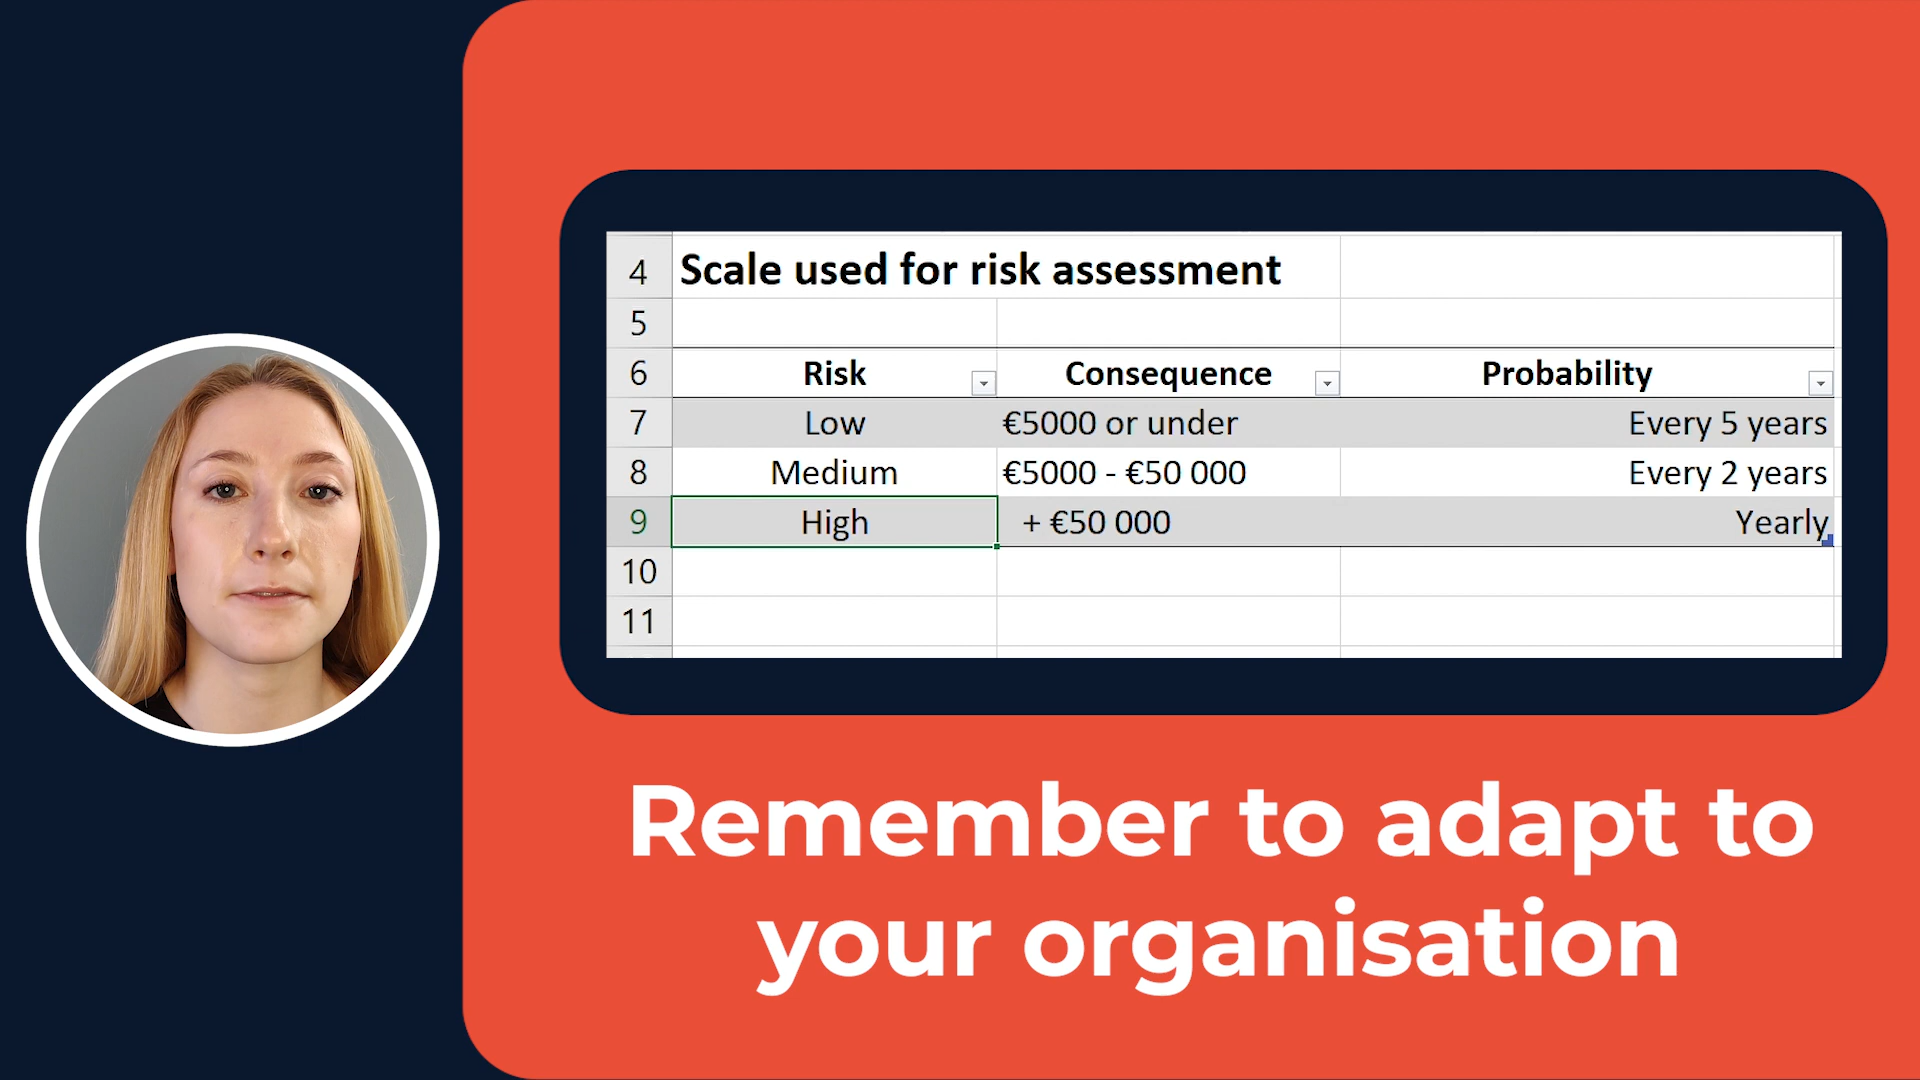 4 Scale used for risk assessment
5
6 Risk Consequence Probability
7 Low €5000 or under Every 5 years
8 Medium €5000 - €50 000 Every 2 years
9 High + €50 000 Yearly
10
11
Remember to adapt to
your organisation